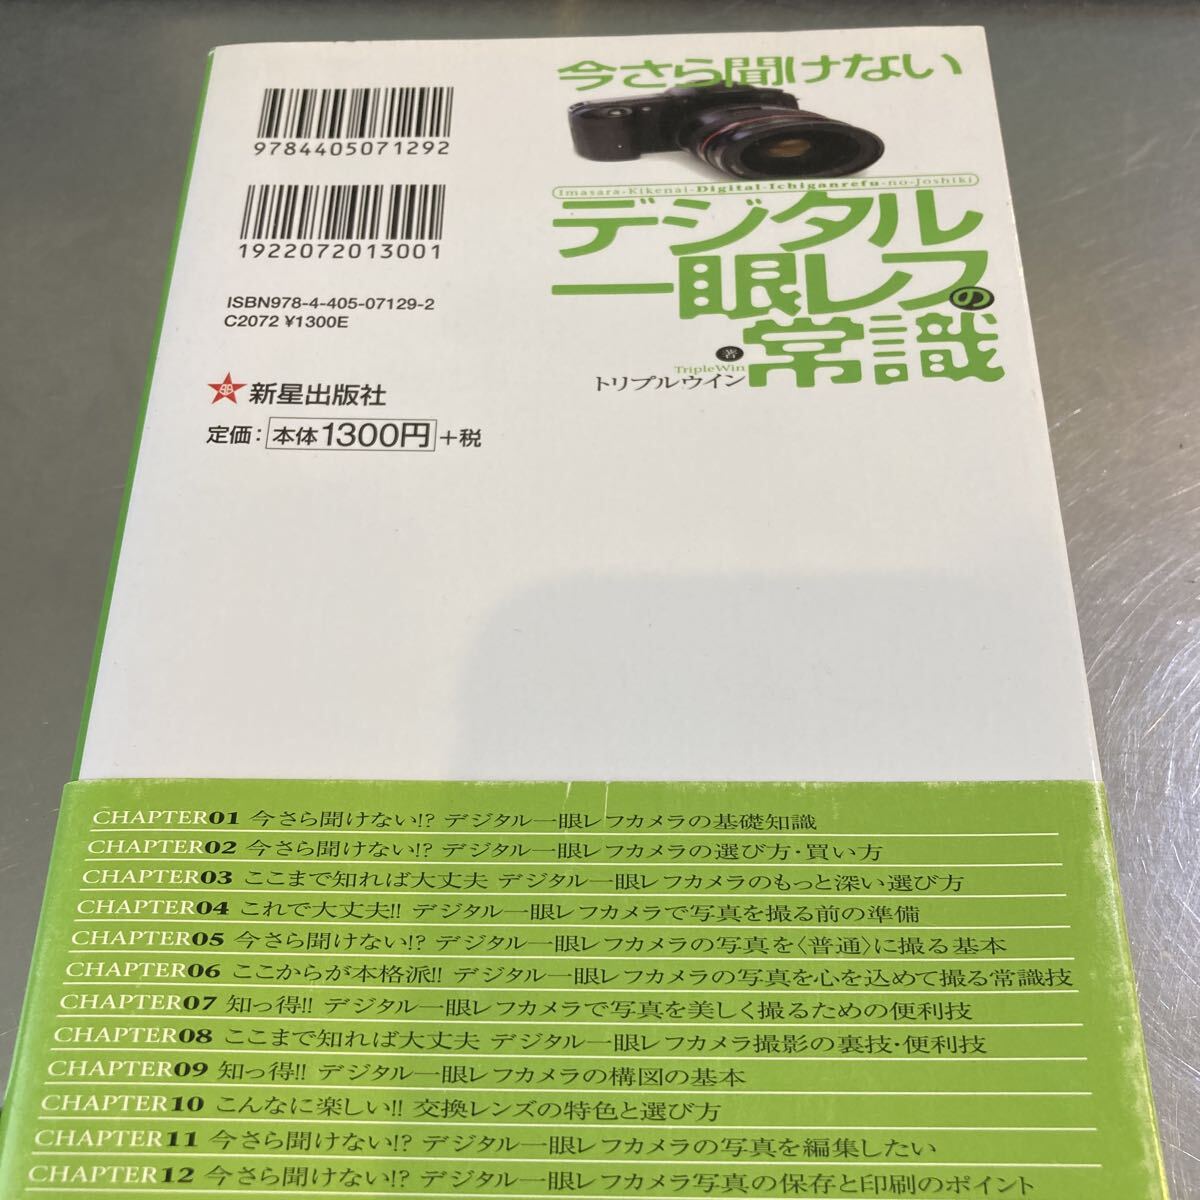 9784405071292
1922072013001
ISBN978-4-405-07129-2
C2072 ¥1300E
新星出版社
定価：本体1300円+税
今さら聞けない
Imasara-Kikenai-Digital-Ichiganrefu-no-Joshiki
デジタル
一眼レフの
常識
著
TripleWin
トリプルウイン
CHAPTER01 今さら聞けない!? デジタル一眼レフカメラの基礎知識
CHAPTER02 今さら聞けない!? デジタル一眼レフカメラの選び方・買い方
CHAPTER03 ここまで知れば大丈夫 デジタル一眼レフカメラのもっと深い選び方
CHAPTER04 これで大丈夫!! デジタル一眼レフカメラで写真を撮る前の準備
CHAPTER05 今さら聞けない!? デジタル一眼レフカメラの写真を〈普通〉に撮る基本
CHAPTER06 ここからが本格派!! デジタル一眼レフカメラの写真を心を込めて撮る常識技
CHAPTER07 知っ得!! デジタル一眼レフカメラで写真を美しく撮るための便利技
CHAPTER08 ここまで知れば大丈夫 デジタル一眼レフカメラ撮影の裏技・便利技
CHAPTER09 知っ得!! デジタル一眼レフカメラの構図の基本
CHAPTER10 こんなに楽しい!! 交換レンズの特色と選び方
CHAPTER11 今さら聞けない!? デジタル一眼レフカメラの写真を編集したい
CHAPTER12 今さら聞けない!? デジタル一眼レフカメラ写真の保存と印刷のポイント